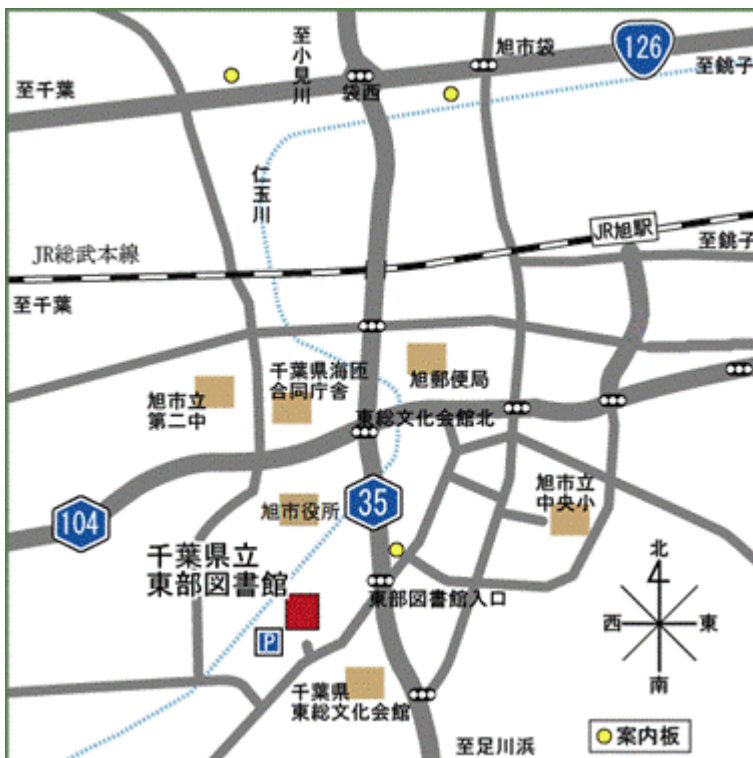 126
旭市袋
至小見川
至千葉
至銚子
袋西
仁玉川
JR旭駅
JR総武本線
至銚子
至千葉
千葉県海匝
合同庁舎
旭郵便局
旭市立
第二中
東総文化会館北
旭市立
中央小
35
104
旭市役所
千葉県立
東部図書館
北
東部図書館入口
西
東
P
南
千葉県
東総文化会館
至足川浜
案内板